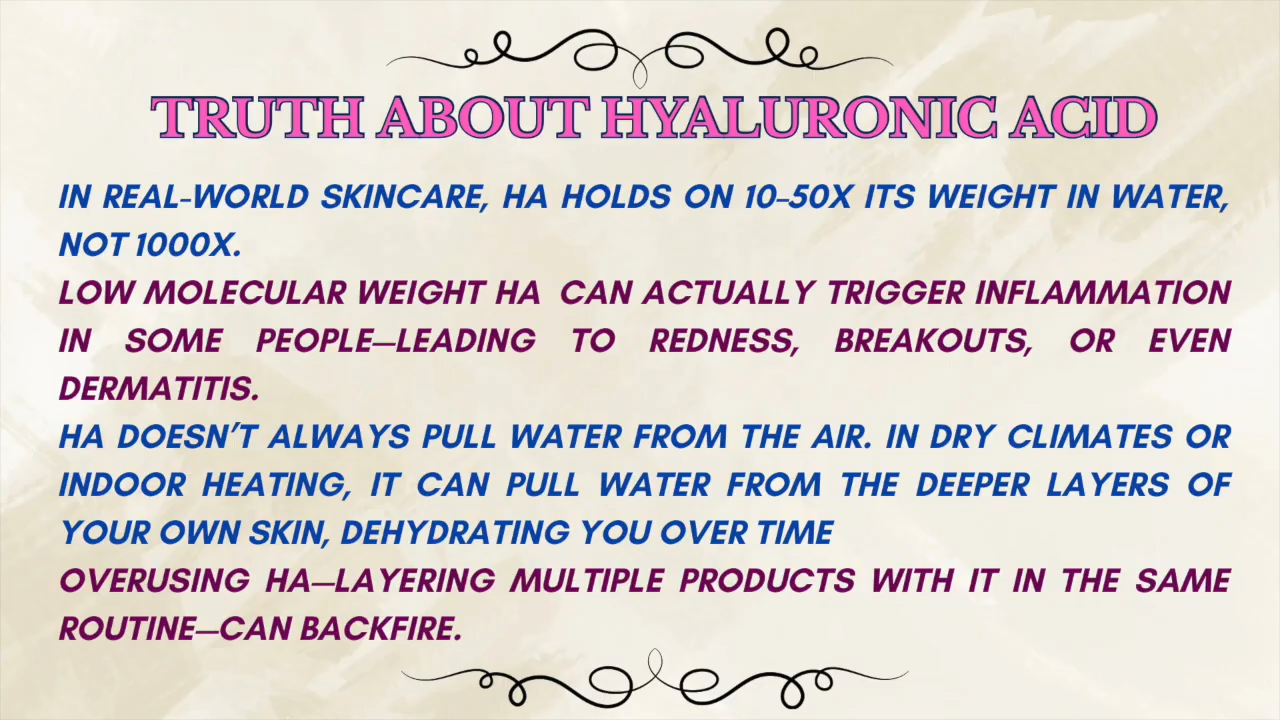 TRUTH ABOUT HYALURONIC ACID
IN REAL-WORLD SKINCARE, HA HOLDS ON 10–50X ITS WEIGHT IN WATER,
NOT 1000X.
LOW MOLECULAR WEIGHT HA CAN ACTUALLY TRIGGER INFLAMMATION
IN SOME PEOPLE—LEADING TO REDNESS, BREAKOUTS, OR EVEN
DERMATITIS.
HA DOESN’T ALWAYS PULL WATER FROM THE AIR. IN DRY CLIMATES OR
INDOOR HEATING, IT CAN PULL WATER FROM THE DEEPER LAYERS OF
YOUR OWN SKIN, DEHYDRATING YOU OVER TIME
OVERUSING HA—LAYERING MULTIPLE PRODUCTS WITH IT IN THE SAME
ROUTINE—CAN BACKFIRE.